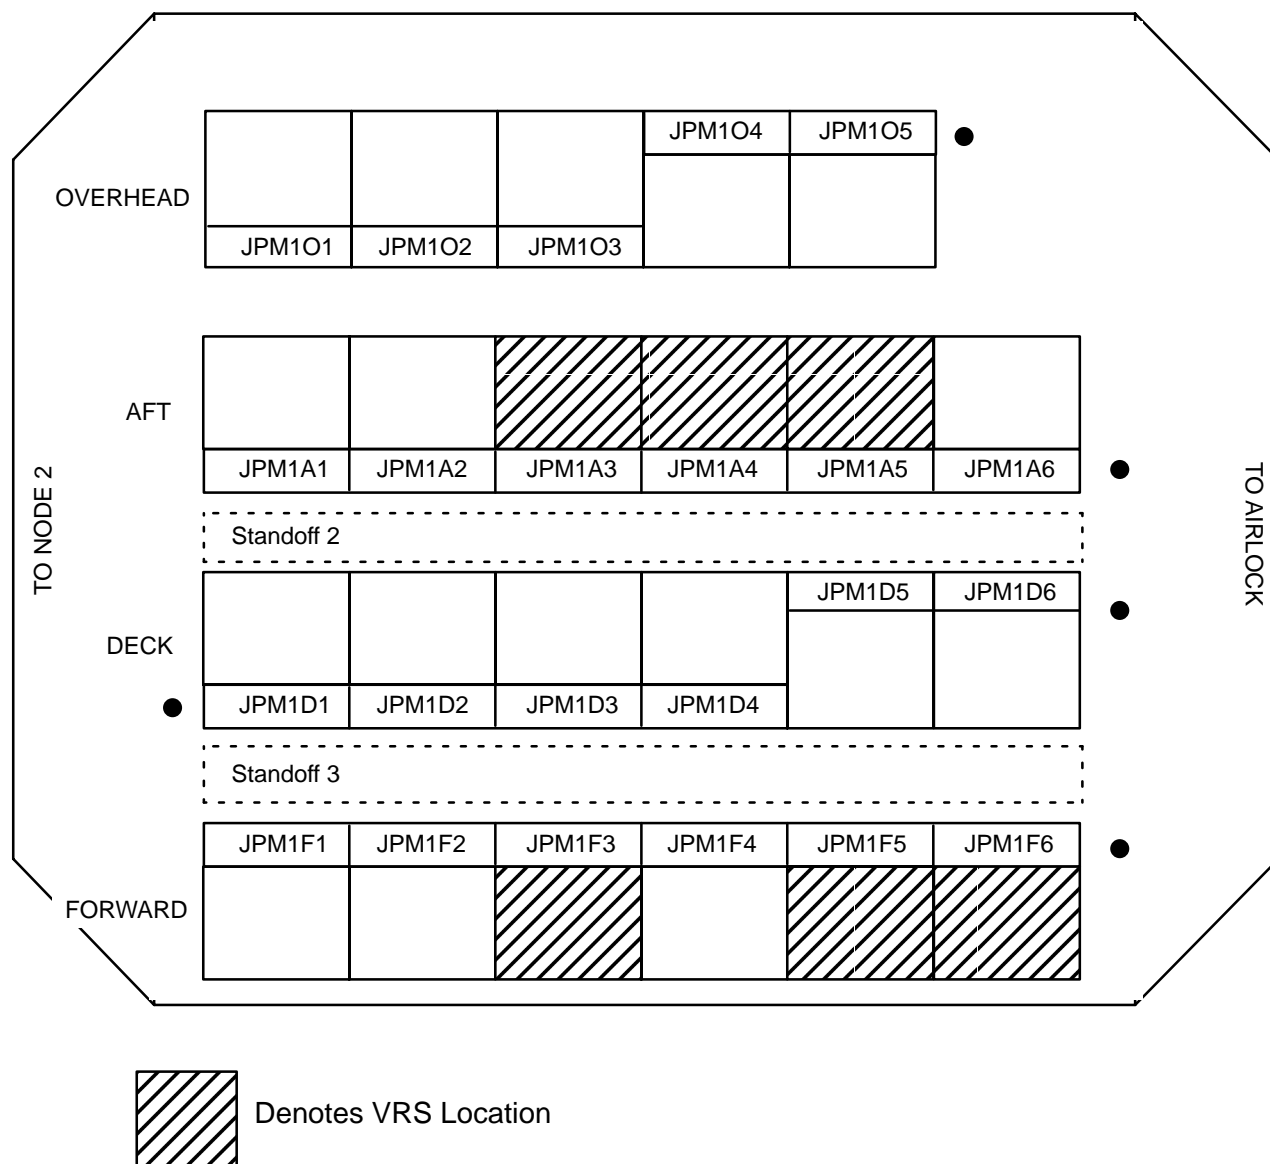 JPM1O4 JPM1O5
OVERHEAD
JPM1O1 JPM1O2 JPM1O3
AFT
JPM1A1 JPM1A2 JPM1A3 JPM1A4 JPM1A5 JPM1A6
TO NODE 2
TO AIRLOCK
Standoff 2
JPM1D5 JPM1D6
DECK
JPM1D1 JPM1D2 JPM1D3 JPM1D4
Standoff 3
JPM1F1 JPM1F2 JPM1F3 JPM1F4 JPM1F5 JPM1F6
FORWARD
Denotes VRS Location